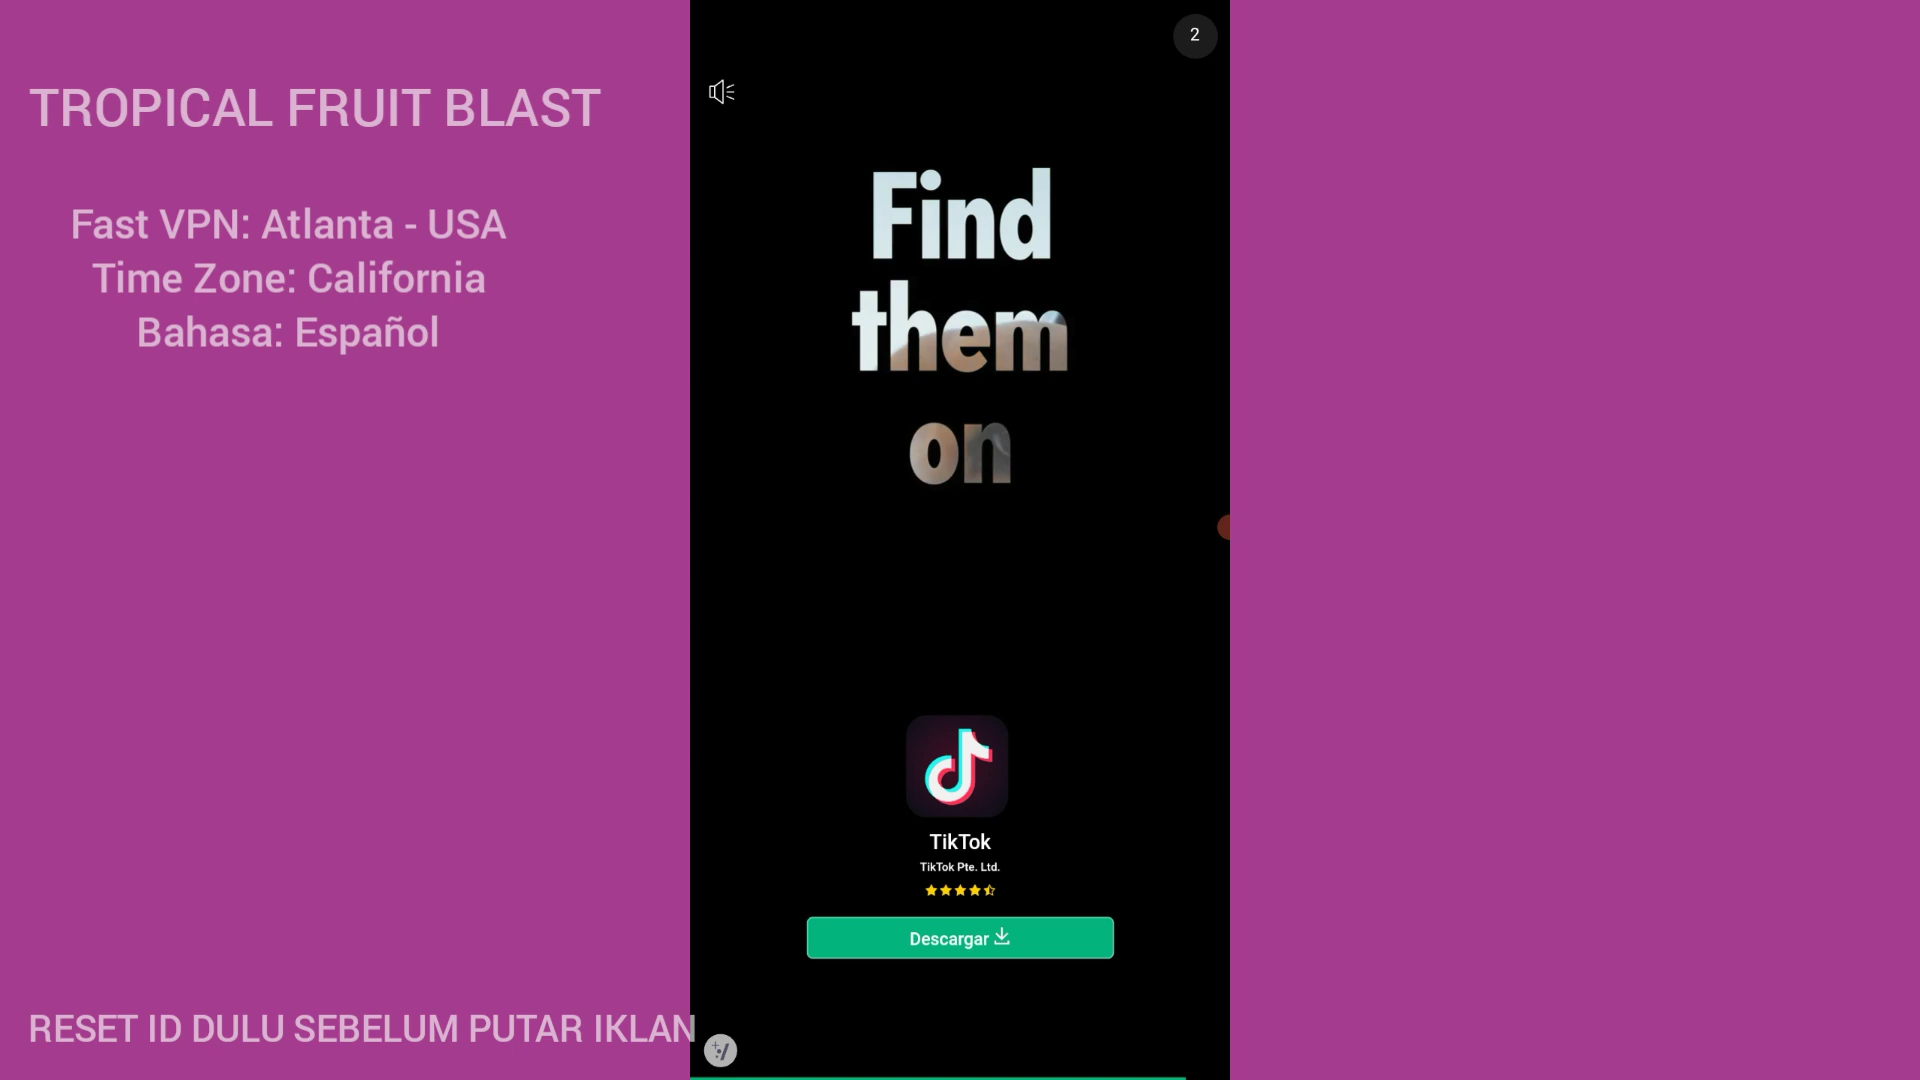 TROPICAL FRUIT BLAST
Fast VPN: Atlanta - USA
Time Zone: California
Bahasa: Español
RESET ID DULU SEBELUM PUTAR IKLAN
2
Find
them
on
TikTok
TikTok Pte. Ltd.
Descargar